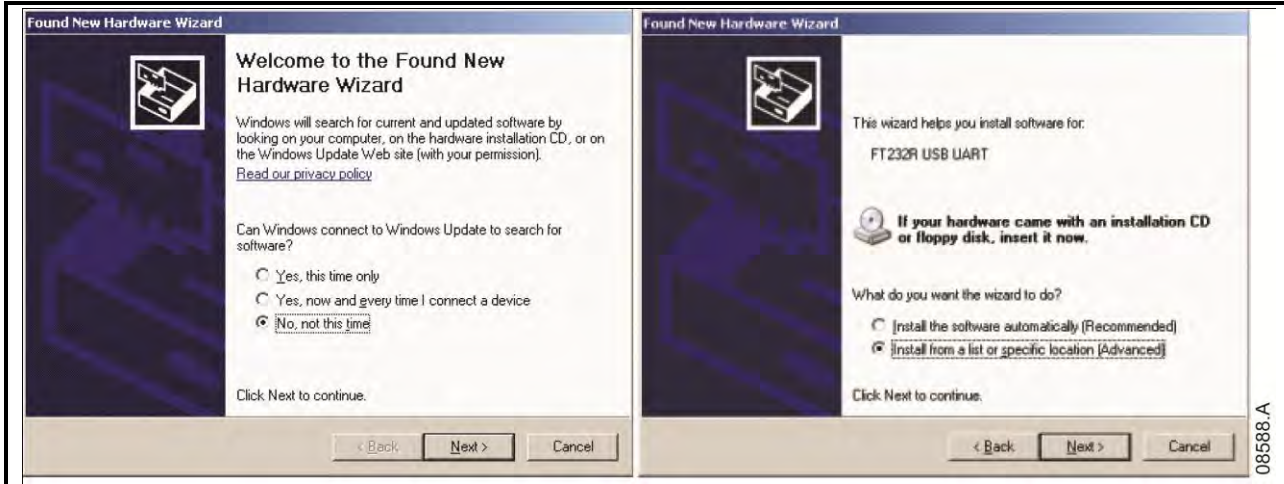 Found New Hardware Wizard
Welcome to the Found New
Hardware Wizard
Windows will search for current and updated software by
looking on your computer, on the hardware installation CD, or on
the Windows Update Web site (with your permission).
Read our privacy policy
Can Windows connect to Windows Update to search for
software?
Yes, this time only
Yes, now and every time I connect a device
No, not this time
Click Next to continue.
< Back
Next >
Cancel
Found New Hardware Wizard
This wizard helps you install software for:
FT232R USB UART
If your hardware came with an installation CD
or floppy disk, insert it now.
What do you want the wizard to do?
Install the software automatically (Recommended)
Install from a list or specific location (Advanced)
Click Next to continue.
< Back
Next >
Cancel
08588.A